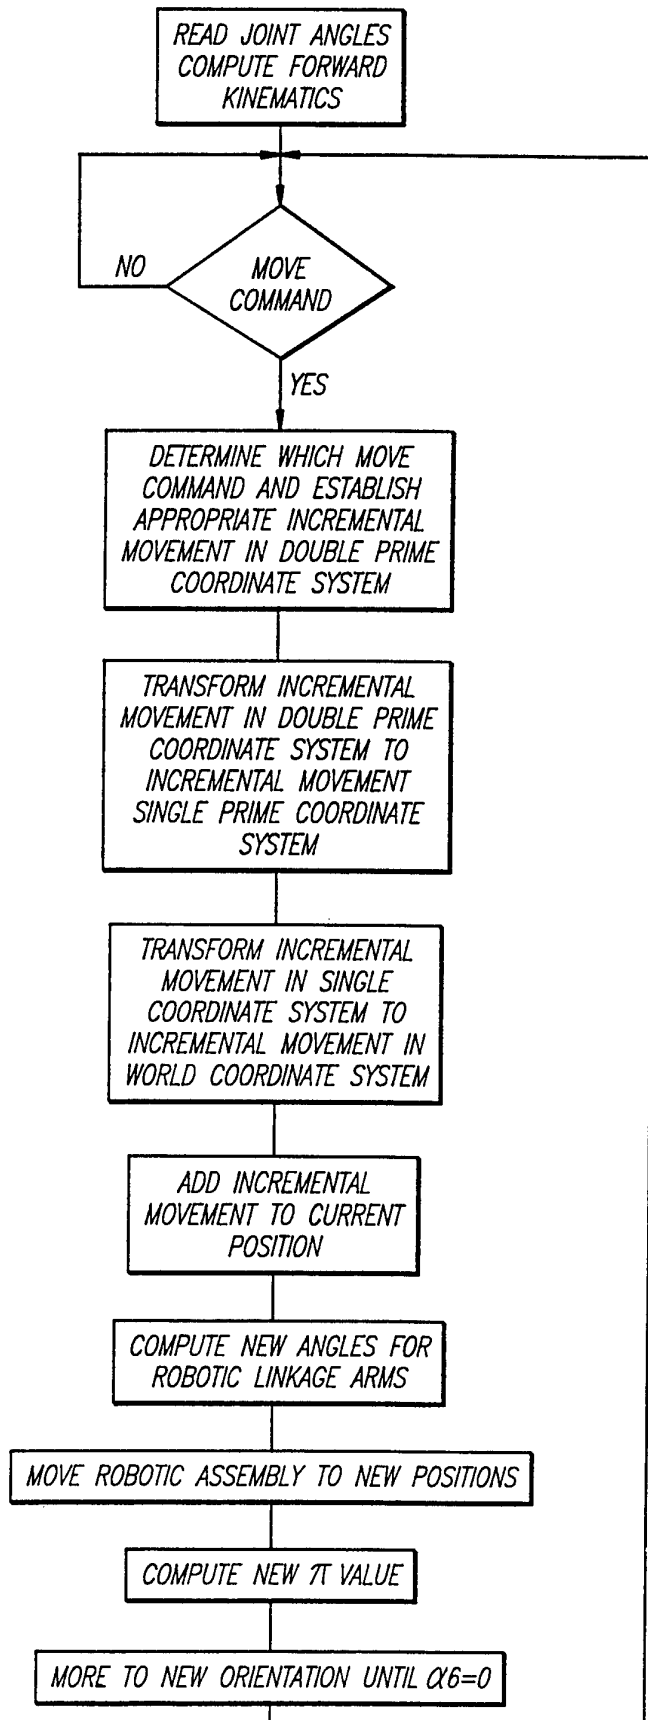 READ JOINT ANGLES
COMPUTE FORWARD
KINEMATICS
NO
MOVE
COMMAND
YES
DETERMINE WHICH MOVE
COMMAND AND ESTABLISH
APPROPRIATE INCREMENTAL
MOVEMENT IN DOUBLE PRIME
COORDINATE SYSTEM
TRANSFORM INCREMENTAL
MOVEMENT IN DOUBLE PRIME
COORDINATE SYSTEM TO
INCREMENTAL MOVEMENT
SINGLE PRIME COORDINATE
SYSTEM
TRANSFORM INCREMENTAL
MOVEMENT IN SINGLE
COORDINATE SYSTEM TO
INCREMENTAL MOVEMENT IN
WORLD COORDINATE SYSTEM
ADD INCREMENTAL
MOVEMENT TO CURRENT
POSITION
COMPUTE NEW ANGLES FOR
ROBOTIC LINKAGE ARMS
MOVE ROBOTIC ASSEMBLY TO NEW POSITIONS
COMPUTE NEW π VALUE
MORE TO NEW ORIENTATION UNTIL α6=0